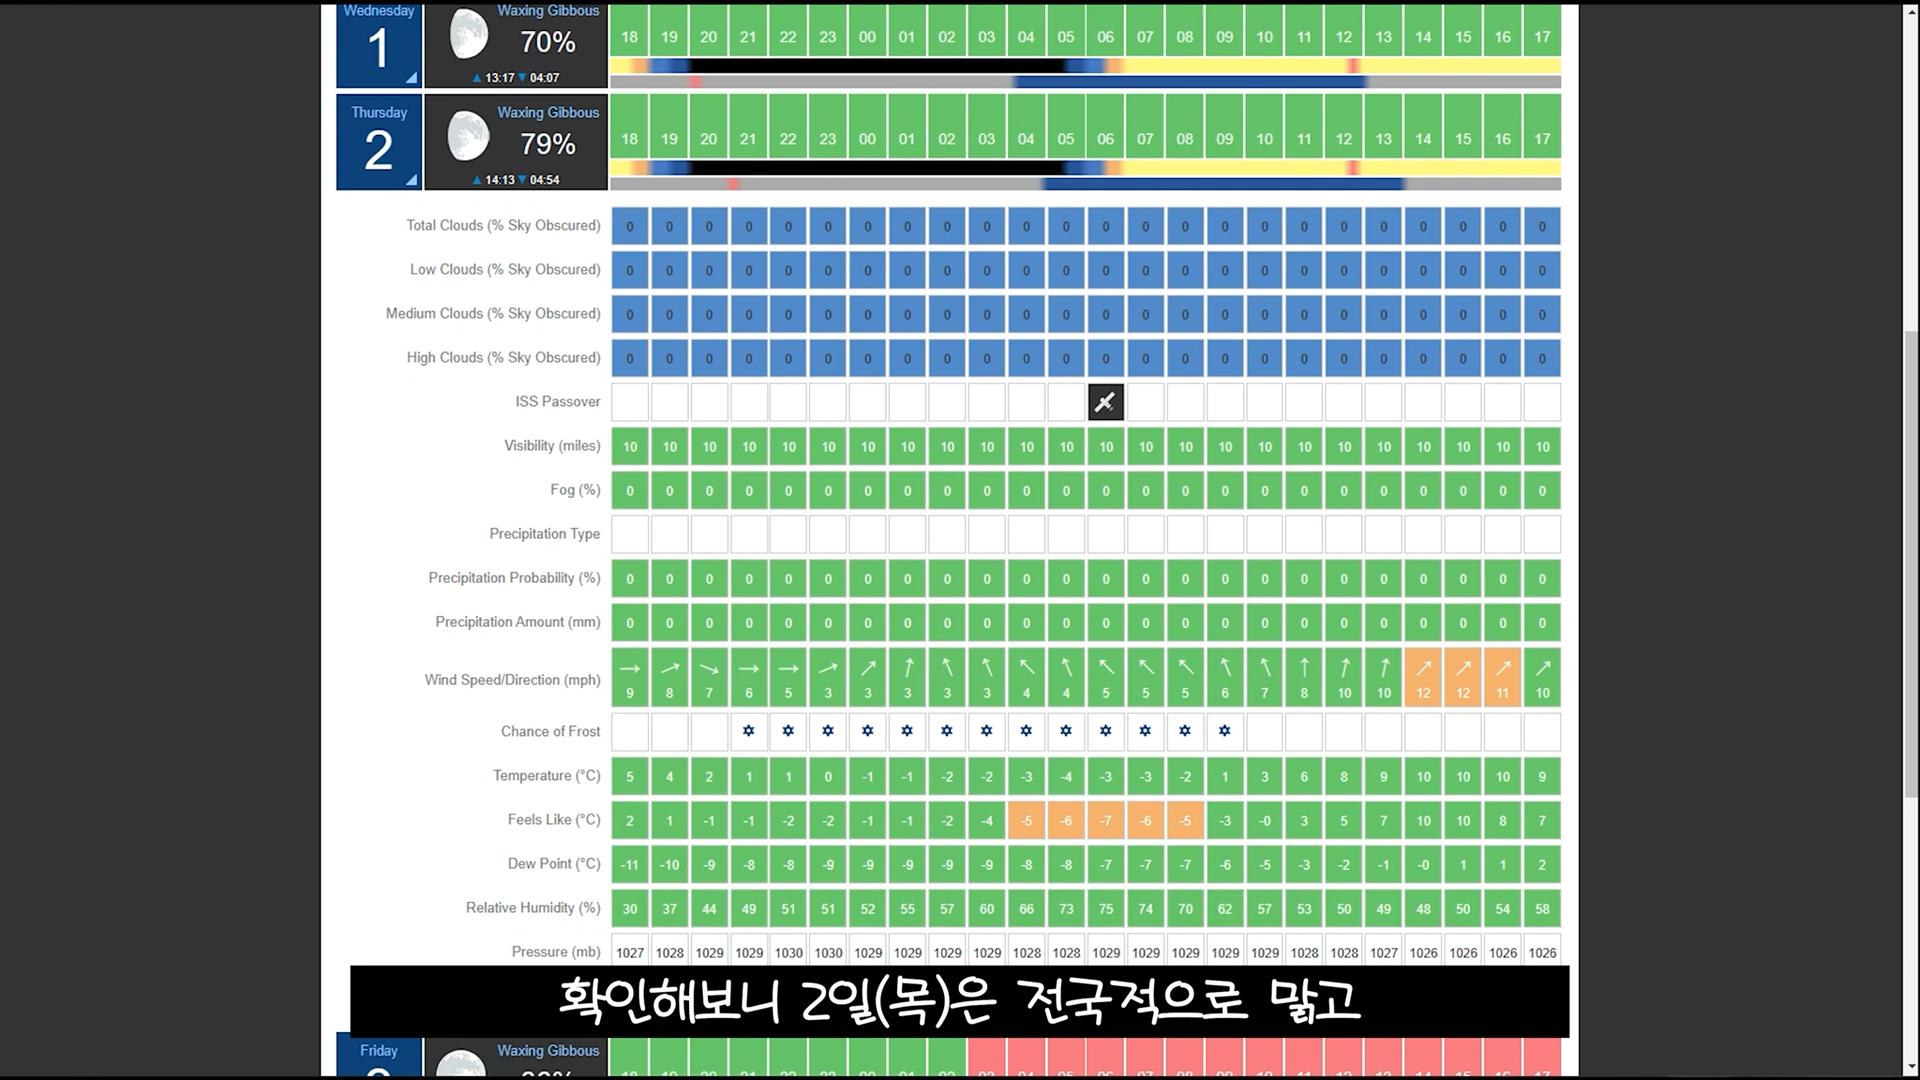 Wednesday
1
Waxing Gibbous
70%
▲ 13:17 ▼ 04:07
18 19 20 21 22 23 00 01 02 03 04 05 06 07 08 09 10 11 12 13 14 15 16 17
Thursday
2
Waxing Gibbous
79%
▲ 14:13 ▼ 04:54
18 19 20 21 22 23 00 01 02 03 04 05 06 07 08 09 10 11 12 13 14 15 16 17
Total Clouds (% Sky Obscured) 0 0 0 0 0 0 0 0 0 0 0 0 0 0 0 0 0 0 0 0 0 0 0 0
Low Clouds (% Sky Obscured) 0 0 0 0 0 0 0 0 0 0 0 0 0 0 0 0 0 0 0 0 0 0 0 0
Medium Clouds (% Sky Obscured) 0 0 0 0 0 0 0 0 0 0 0 0 0 0 0 0 0 0 0 0 0 0 0 0
High Clouds (% Sky Obscured) 0 0 0 0 0 0 0 0 0 0 0 0 0 0 0 0 0 0 0 0 0 0 0 0
ISS Passover
Visibility (miles) 10 10 10 10 10 10 10 10 10 10 10 10 10 10 10 10 10 10 10 10 10 10 10 10
Fog (%) 0 0 0 0 0 0 0 0 0 0 0 0 0 0 0 0 0 0 0 0 0 0 0 0
Precipitation Type
Precipitation Probability (%) 0 0 0 0 0 0 0 0 0 0 0 0 0 0 0 0 0 0 0 0 0 0 0 0
Precipitation Amount (mm) 0 0 0 0 0 0 0 0 0 0 0 0 0 0 0 0 0 0 0 0 0 0 0 0
Wind Speed/Direction (mph) 9 8 7 6 5 3 3 3 3 3 4 4 5 5 5 6 7 8 10 10 12 12 11 10
Chance of Frost
Temperature (°C) 5 4 2 1 1 0 -1 -1 -2 -2 -3 -4 -3 -3 -2 1 3 6 8 9 10 10 10 9
Feels Like (°C) 2 1 -1 -1 -2 -2 -1 -1 -2 -4 -5 -6 -7 -6 -5 -3 -0 3 5 7 10 10 8 7
Dew Point (°C) -11 -10 -9 -8 -8 -9 -9 -9 -9 -9 -8 -8 -7 -7 -7 -6 -5 -3 -2 -1 -0 1 1 2
Relative Humidity (%) 30 37 44 49 51 51 52 55 57 60 66 73 75 74 70 62 57 53 50 49 48 50 54 58
Pressure (mb) 1027 1028 1029 1029 1030 1030 1029 1029 1029 1029 1028 1028 1029 1029 1029 1029 1029 1028 1028 1027 1026 1026 1026 1026
확인해보니 2일(목)은 전국적으로 맑고
Friday
Waxing Gibbous